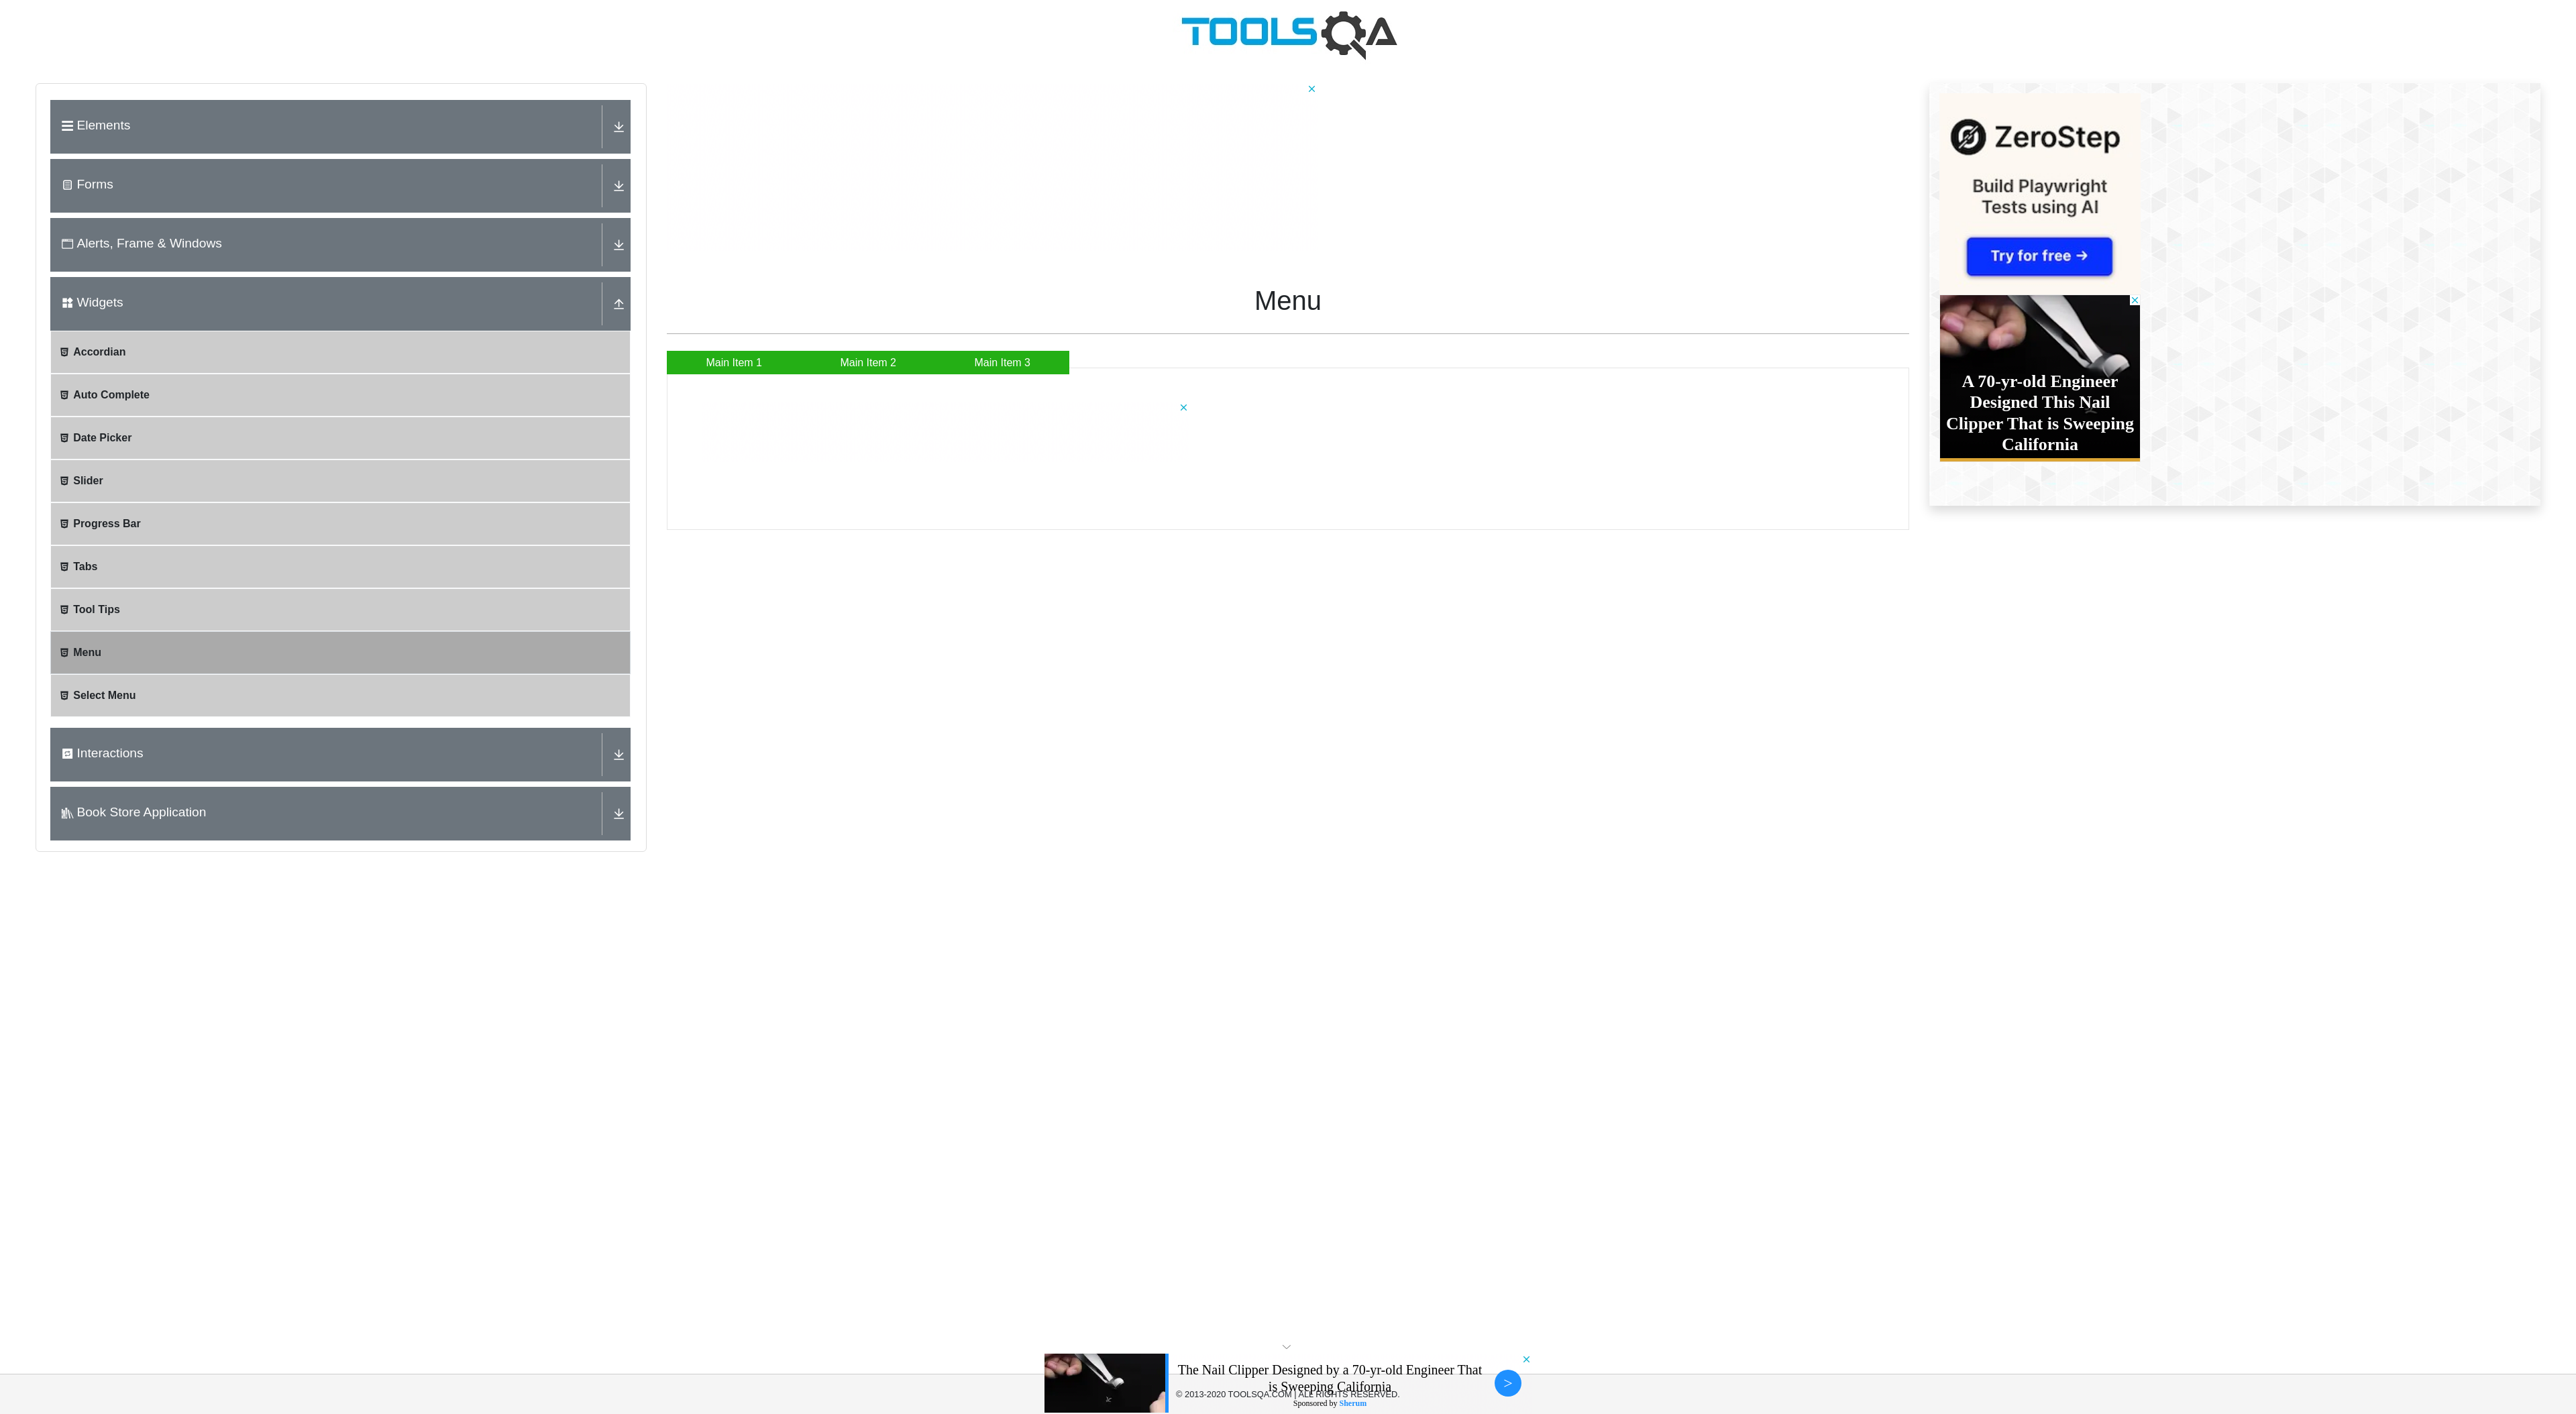 TOOLSQA
Elements
Forms
Alerts, Frame & Windows
Widgets
Accordian
Auto Complete
Date Picker
Slider
Progress Bar
Tabs
Tool Tips
Menu
Select Menu
Interactions
Book Store Application
Menu
Main Item 1
Main Item 2
Main Item 3
ZeroStep
Build Playwright
Tests using AI
Try for free →
A 70-yr-old Engineer
Designed This Nail
Clipper That is Sweeping
California
The Nail Clipper Designed by a 70-yr-old Engineer That
is Sweeping California
© 2013-2020 TOOLSQA.COM | ALL RIGHTS RESERVED.
Sponsored by Sherum